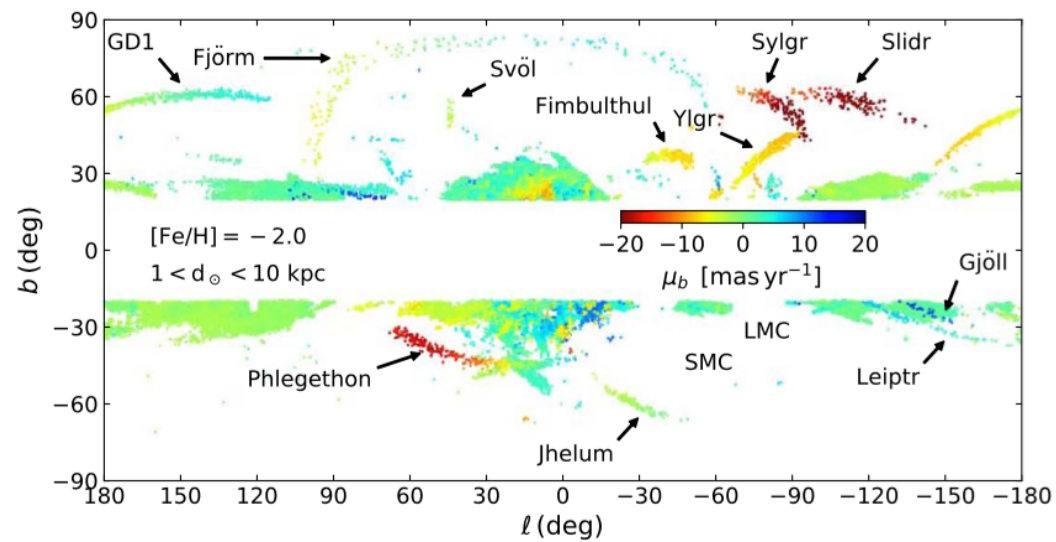 90
60
30
0
−30
−60
−90
b (deg)
GD1
Fjörm
Svöl
Fimbulthul
Ylgr
Sylgr
Slidr
[Fe/H] = −2.0
1 < d⊙ < 10 kpc
−20 −10 0 10 20
μb [mas yr−1]
Gjöll
LMC
SMC
Leiptr
Phlegethon
Jhelum
180 150 120 90 60 30 0 −30 −60 −90 −120 −150 −180
ℓ (deg)